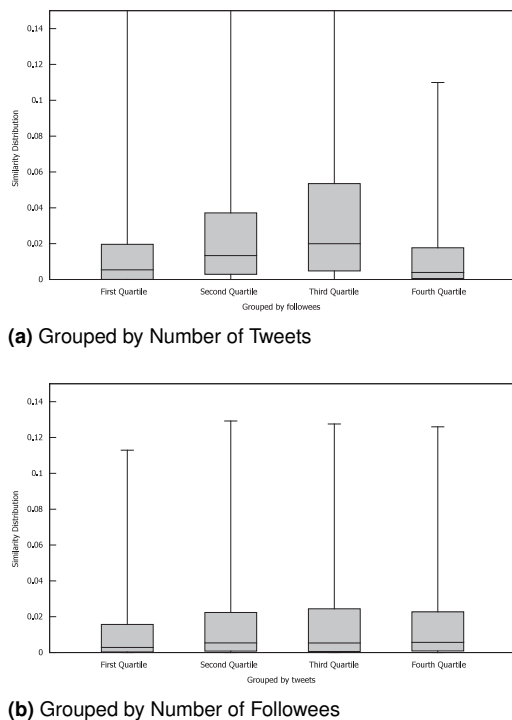 0.14
0.12
0.1
0.08
0.06
0.04
0.02
0
Similarity Distribution
First Quartile Second Quartile Third Quartile Fourth Quartile
Grouped by followees
(a) Grouped by Number of Tweets
0.14
0.12
0.1
0.08
0.06
0.04
0.02
0
Similarity Distribution
First Quartile Second Quartile Third Quartile Fourth Quartile
Grouped by tweets
(b) Grouped by Number of Followees